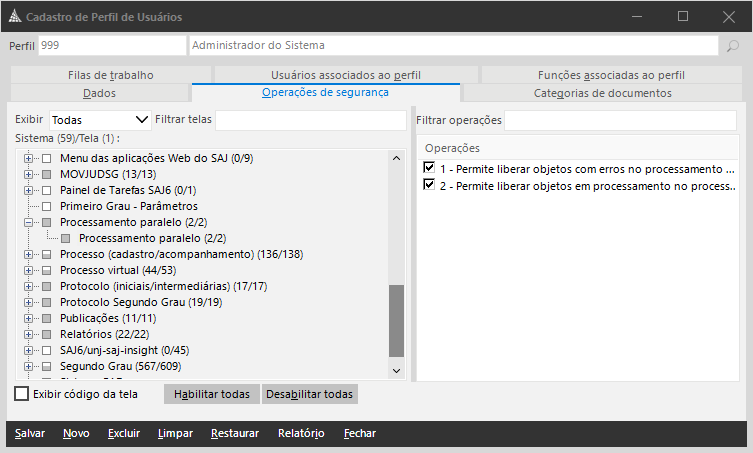 Cadastro de Perfil de Usuários
Perfil 999 Administrador do Sistema
Filas de trabalho Usuários associados ao perfil Funções associadas ao perfil
Dados Operações de segurança Categorias de documentos
Exibir Todas Filtrar telas Filtrar operações
Sistema (59)/Tela (1) :
Operações
Menu das aplicações Web do SAJ (0/9)
MOVJUDSG (13/13)
Painel de Tarefas SAJ6 (0/1)
Primeiro Grau - Parâmetros
Processamento paralelo (2/2)
Processamento paralelo (2/2)
Processo (cadastro/acompanhamento) (136/138)
Processo virtual (44/53)
Protocolo (iniciais/intermediárias) (17/17)
Protocolo Segundo Grau (19/19)
Publicações (11/11)
Relatórios (22/22)
SAJ6/unj-saj-insight (0/45)
Segundo Grau (567/609)
1 - Permite liberar objetos com erros no processamento ...
2 - Permite liberar objetos em processamento no process...
Exibir código da tela Habilitar todas Desabilitar todas
Salvar Novo Excluir Limpar Restaurar Relatório Fechar